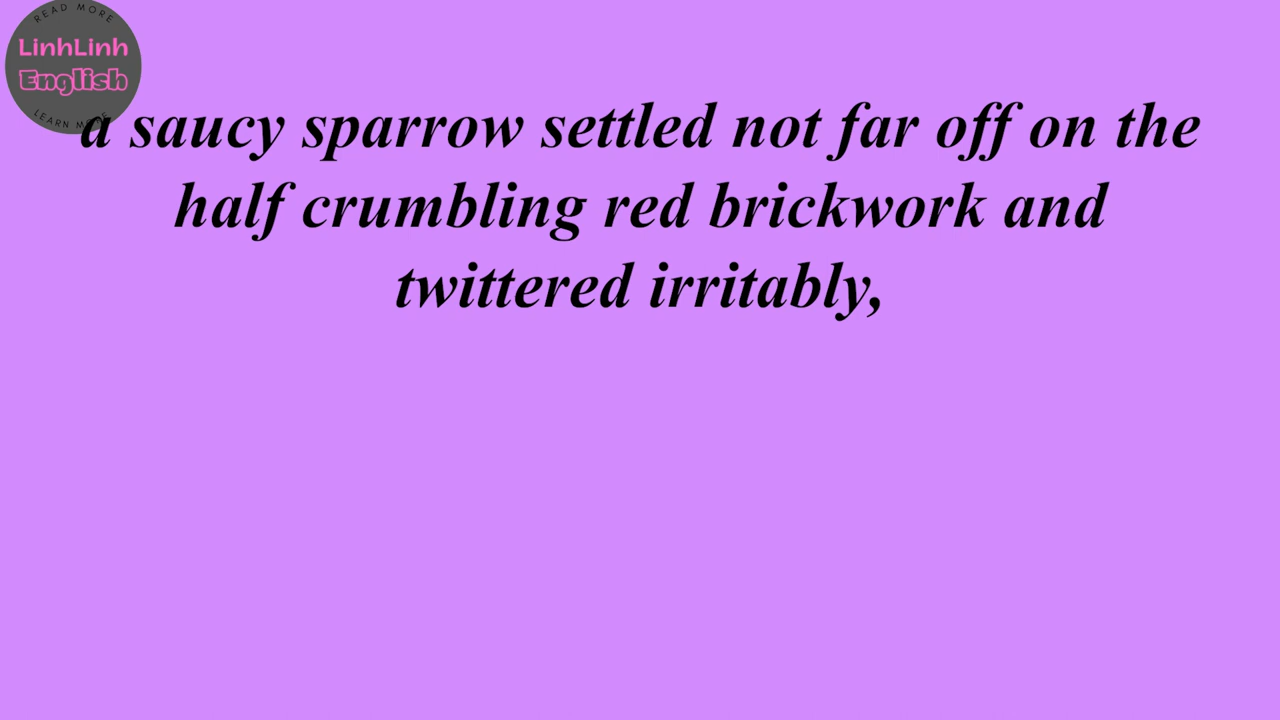 READ MORE
LinhLinh
English
LEARN MORE
a saucy sparrow settled not far off on the
half crumbling red brickwork and
twittered irritably,